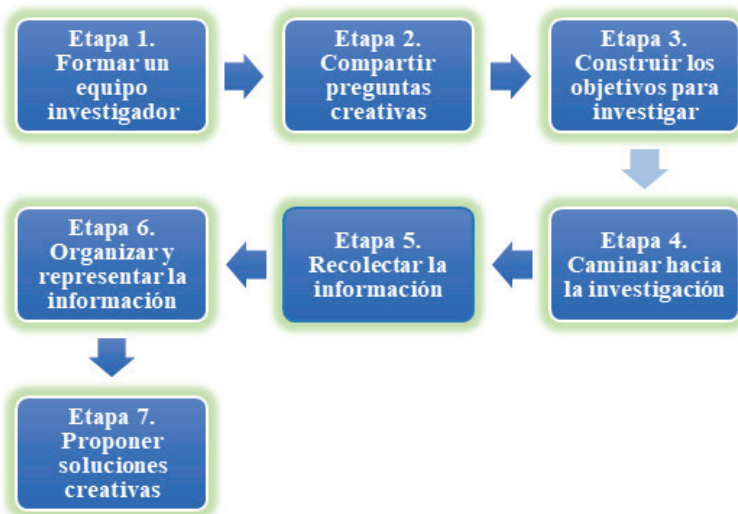 Etapa 1.
Formar un
equipo
investigador
Etapa 2.
Compartir
preguntas
creativas
Etapa 3.
Construir los
objetivos para
investigar
Etapa 4.
Caminar hacia
la investigación
Etapa 5.
Recolectar la
información
Etapa 6.
Organizar y
representar la
información
Etapa 7.
Proponer
soluciones
creativas